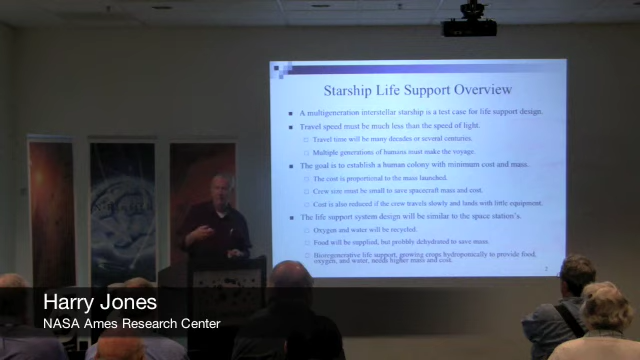 Starship Life Support Overview
A multigeneration interstellar starship is a test case for life support design.
Travel speed must be much less than the speed of light.
Travel time will be many decades or several centuries.
Multiple generations of humans must make the voyage.
The goal is to establish a human colony with minimum cost and mass.
The cost is proportional to the mass launched.
Crew size must be small to save spacecraft mass and cost.
Cost is also reduced if the crew travels slowly and lands with little equipment.
The life support system design will be similar to the space station's.
Oxygen and water will be recycled.
Food will be supplied, but probbly dehydrated to save mass.
Bioregenerative life support, growing crops hydroponically to provide food,
oxygen, and water, needs higher mass and cost.
2
Harry Jones
NASA Ames Research Center